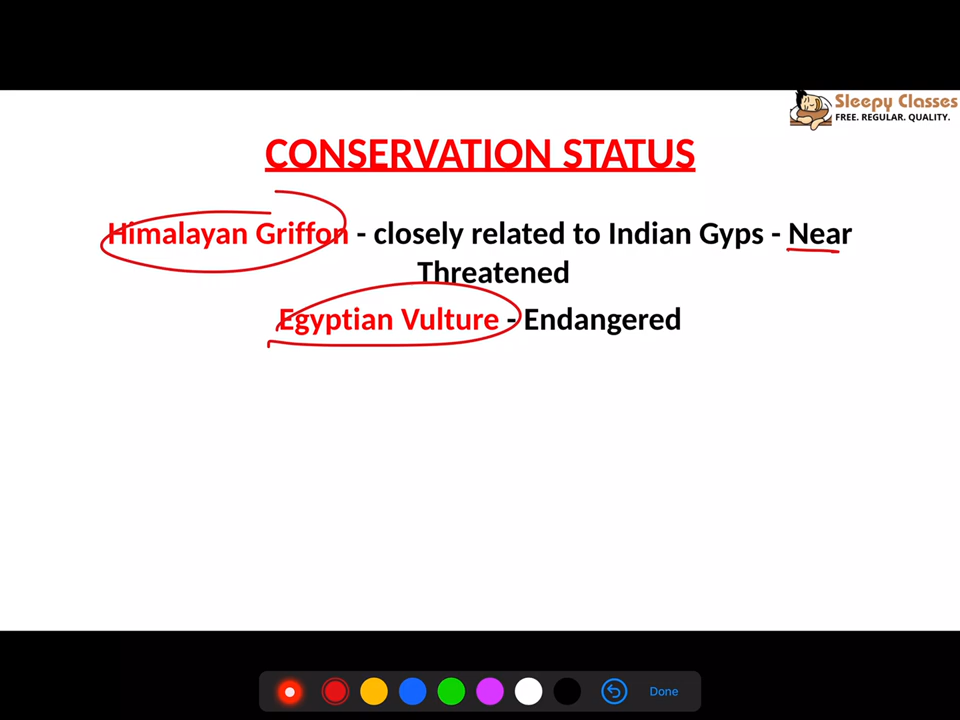 Sleepy Classes
FREE. REGULAR. QUALITY.
CONSERVATION STATUS
Himalayan Griffon - closely related to Indian Gyps - Near
Threatened
Egyptian Vulture - Endangered
Done